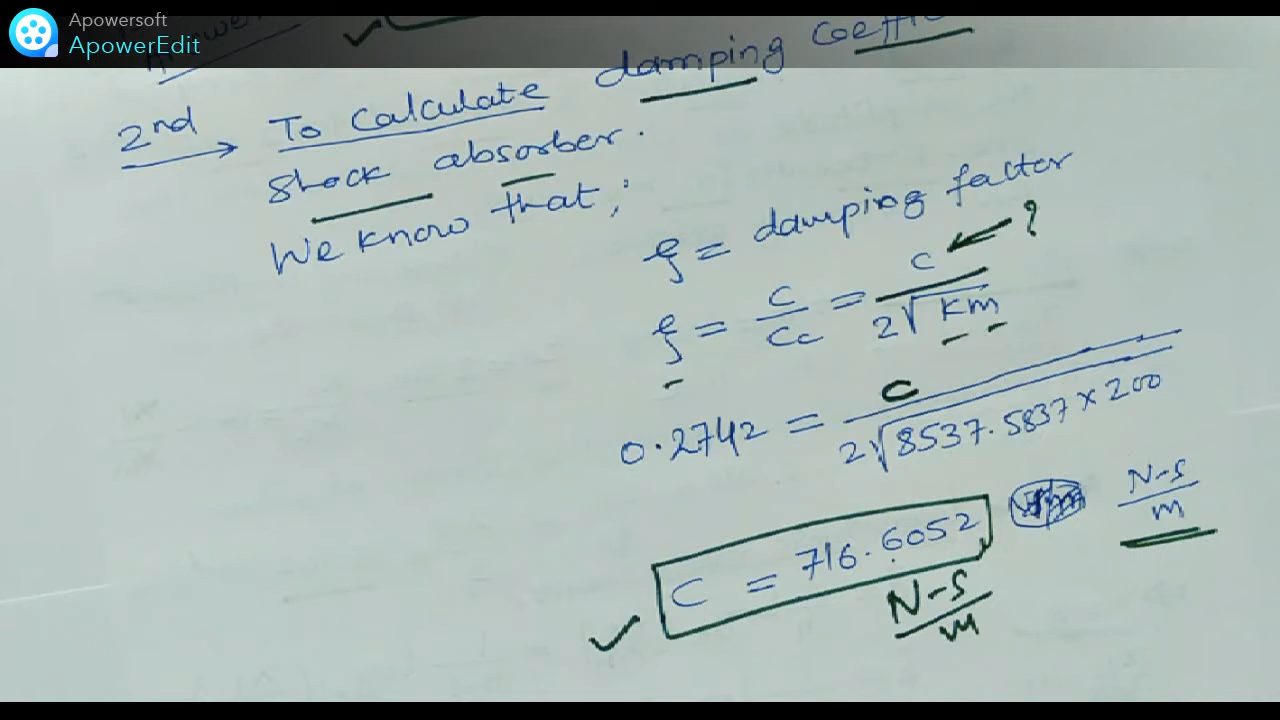 Apowersoft
ApowerEdit
2nd → To Calculate damping
Shock absorber.
We know that;
ξ = damping factor
ξ = C/Cc = C/2√km ?
0.2742 = C/2√8537.5837×200
C = 716.6052 N-S/m
N-S/m